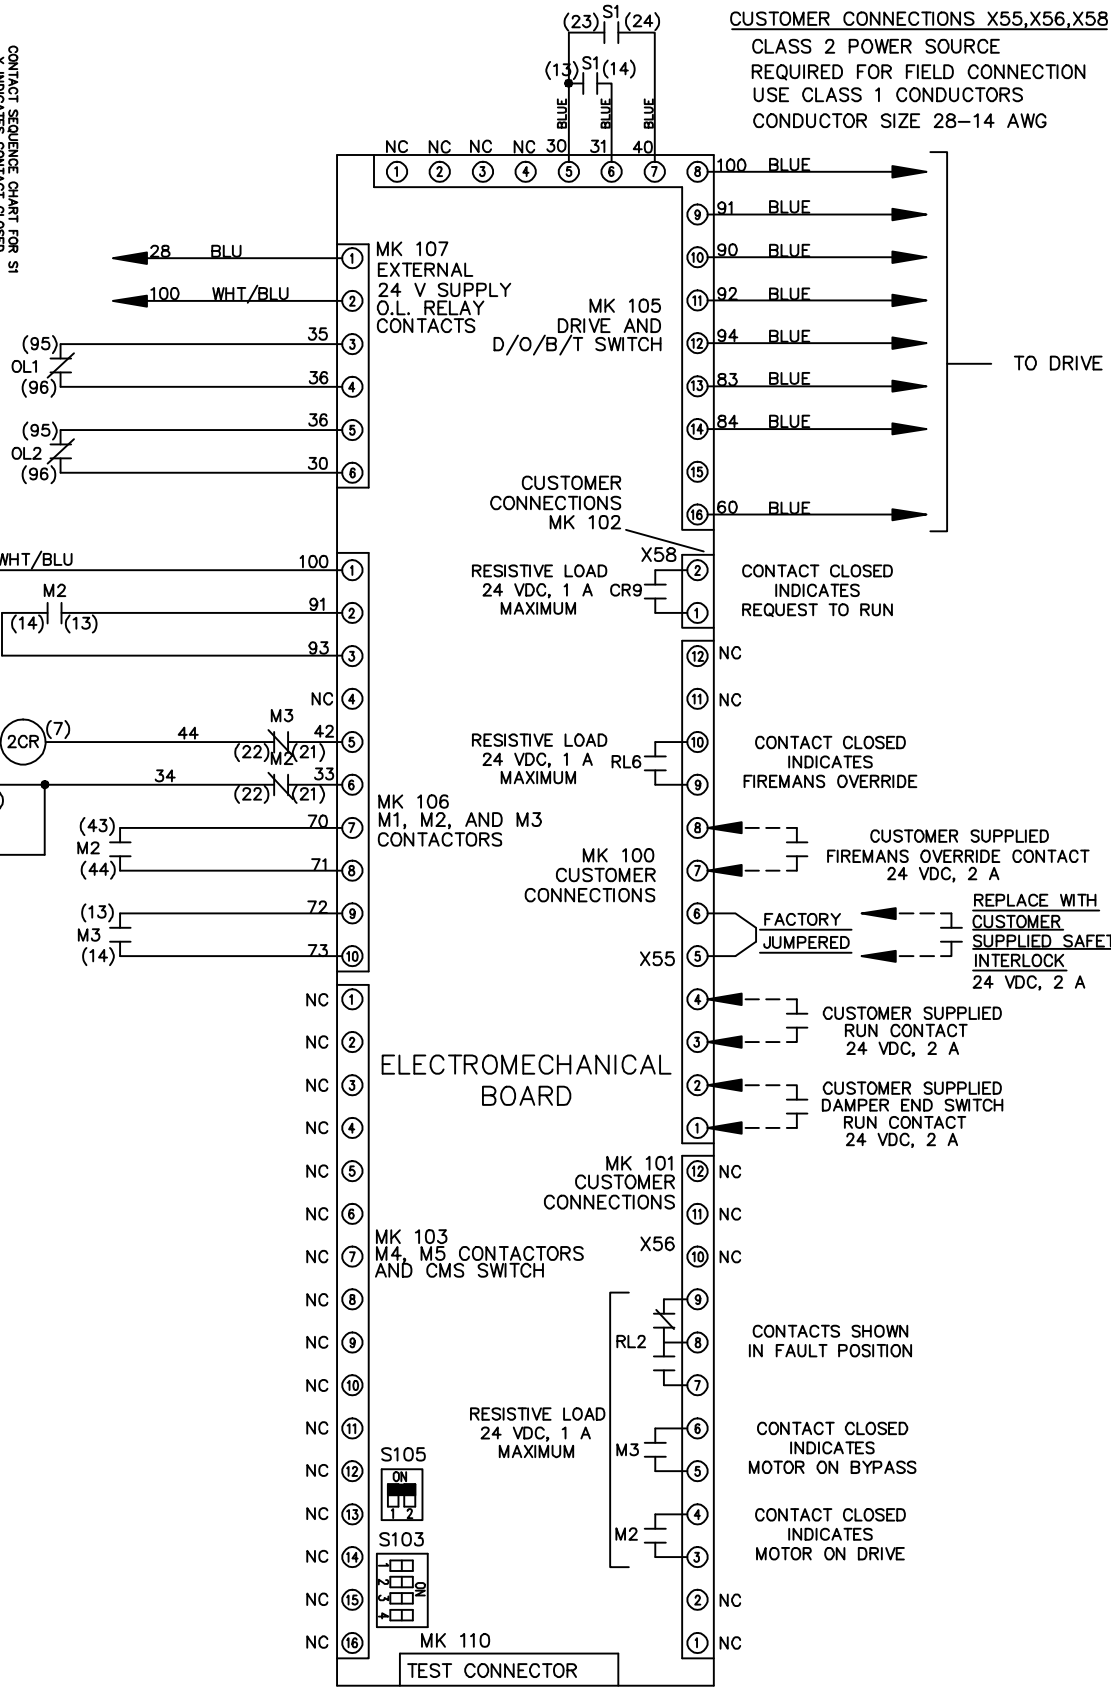 (23) S1 (24)
(13) S1 (14)
BLUE BLUE BLUE
CUSTOMER CONNECTIONS X55,X56,X58
CLASS 2 POWER SOURCE
REQUIRED FOR FIELD CONNECTION
USE CLASS 1 CONDUCTORS
CONDUCTOR SIZE 28-14 AWG
CONTACT SEQUENCE CHART FOR S1
X INDICATES CONTACT CLOSED
NC NC NC NC 30 31 40
1 2 3 4 5 6 7
8 100 BLUE
9 91 BLUE
10 90 BLUE
11 92 BLUE
12 94 BLUE
13 83 BLUE
14 84 BLUE
15
16 60 BLUE
TO DRIVE
MK 105
DRIVE AND
D/O/B/T SWITCH
28 BLU 1
100 WHT/BLU 2
(95) 35 3
OL1
(96) 36 4
(95) 36 5
OL2
(96) 30 6
MK 107
EXTERNAL
24 V SUPPLY
O.L. RELAY
CONTACTS
CUSTOMER
CONNECTIONS
MK 102
WHT/BLU 100 1
M2
(14) (13) 91 2
93 3
NC 4
2CR (7) 44 M3 (22) (21) 42 5
34 M2 (22) (21) 33 6
(43) 70 7
M2
(44) 71 8
(13) 72 9
M3
(14) 73 10
MK 106
M1, M2, AND M3
CONTACTORS
X58
2
1
RESISTIVE LOAD
24 VDC, 1 A CR9
MAXIMUM
CONTACT CLOSED
INDICATES
REQUEST TO RUN
12 NC
11 NC
10
9
RESISTIVE LOAD
24 VDC, 1 A RL6
MAXIMUM
CONTACT CLOSED
INDICATES
FIREMANS OVERRIDE
8
7
CUSTOMER SUPPLIED
FIREMANS OVERRIDE CONTACT
24 VDC, 2 A
MK 100
CUSTOMER
CONNECTIONS
6
X55 5
FACTORY
JUMPERED
REPLACE WITH
CUSTOMER
SUPPLIED SAFET
INTERLOCK
24 VDC, 2 A
4
3
CUSTOMER SUPPLIED
RUN CONTACT
24 VDC, 2 A
2
1
CUSTOMER SUPPLIED
DAMPER END SWITCH
RUN CONTACT
24 VDC, 2 A
ELECTROMECHANICAL
BOARD
NC 1
NC 2
NC 3
NC 4
NC 5
NC 6
NC 7
NC 8
NC 9
NC 10
NC 11
NC 12
NC 13
NC 14
NC 15
NC 16
MK 103
M4, M5 CONTACTORS
AND CMS SWITCH
MK 101
CUSTOMER
CONNECTIONS
X56
12 NC
11 NC
10 NC
9
RL2 8
7
CONTACTS SHOWN
IN FAULT POSITION
RESISTIVE LOAD
24 VDC, 1 A
MAXIMUM
M3
6
5
CONTACT CLOSED
INDICATES
MOTOR ON BYPASS
M2
4
3
CONTACT CLOSED
INDICATES
MOTOR ON DRIVE
2 NC
1 NC
S105
ON
1 2
S103
1
2
3
4
ON
MK 110
TEST CONNECTOR